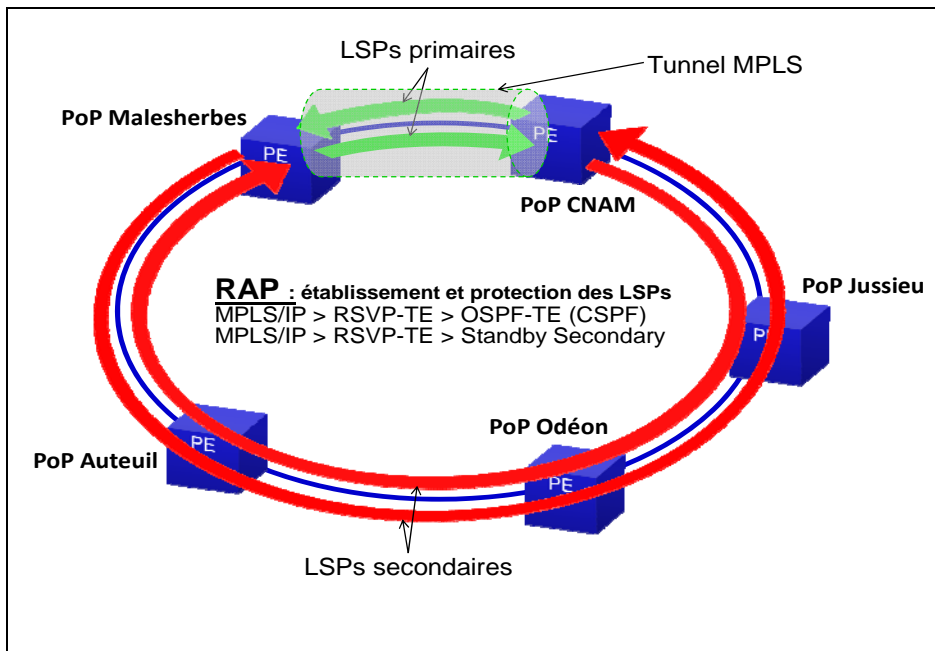 LSPs primaires
Tunnel MPLS
PoP Malesherbes
PE
PE
PoP CNAM
RAP : établissement et protection des LSPs
MPLS/IP > RSVP-TE > OSPF-TE (CSPF)
MPLS/IP > RSVP-TE > Standby Secondary
PoP Jussieu
PE
PoP Odéon
PE
PoP Auteuil
PE
LSPs secondaires